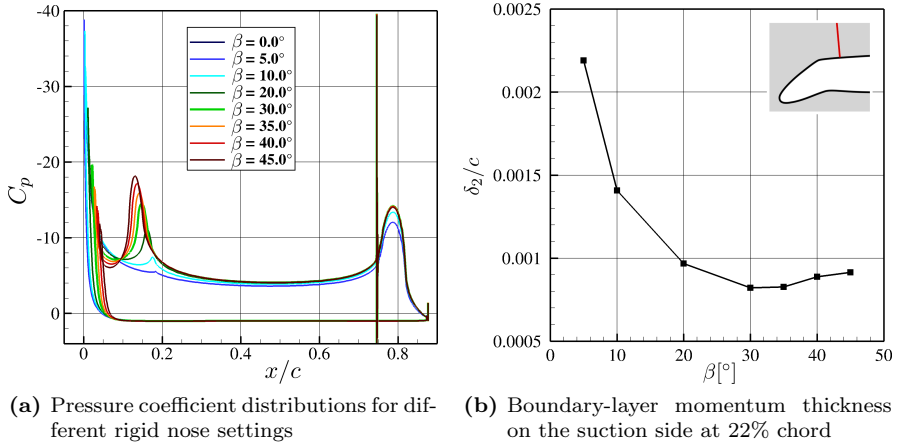 -40
-30
-20
-10
0
C_p
0
0.2
0.4
0.6
0.8
x/c
β = 0.0°
β = 5.0°
β = 10.0°
β = 20.0°
β = 30.0°
β = 35.0°
β = 40.0°
β = 45.0°
(a) Pressure coefficient distributions for dif-
ferent rigid nose settings
0.0025
0.002
0.0015
0.001
0.0005
δ₂/c
0
10
20
30
40
50
β[°]
(b) Boundary-layer momentum thickness
on the suction side at 22% chord